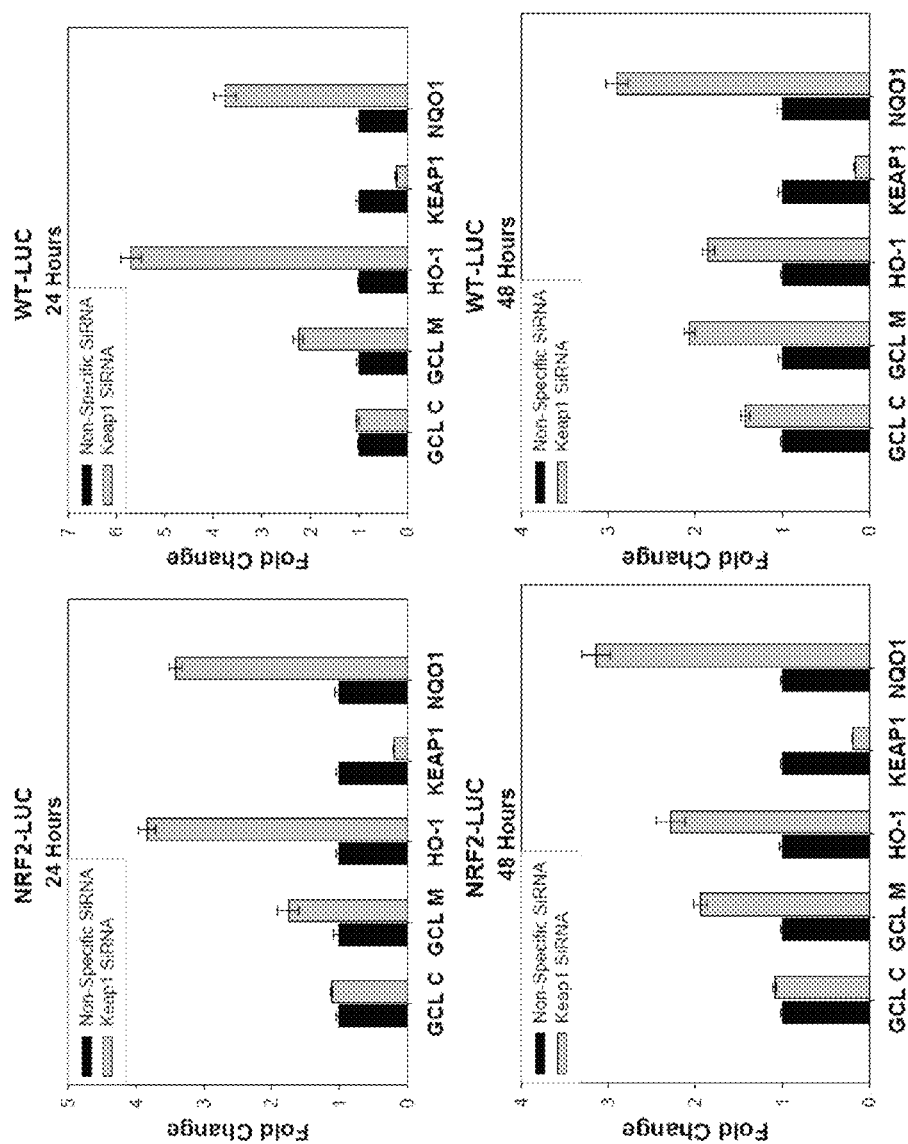 NRF2-LUC
24 Hours
Non-Specific SiRNA
Keap1 SiRNA
Fold Change
5
4
3
2
1
0
GCL C GCL M HO-1 KEAP1 NQO1
WT-LUC
24 Hours
Non-Specific SiRNA
Keap1 SiRNA
Fold Change
7
6
5
4
3
2
1
0
GCL C GCL M HO-1 KEAP1 NQO1
NRF2-LUC
48 Hours
Non-Specific SiRNA
Keap1 SiRNA
Fold Change
4
3
2
1
0
GCL C GCL M HO-1 KEAP1 NQO1
WT-LUC
48 Hours
Non-Specific SiRNA
Keap1 SiRNA
Fold Change
4
3
2
1
0
GCL C GCL M HO-1 KEAP1 NQO1